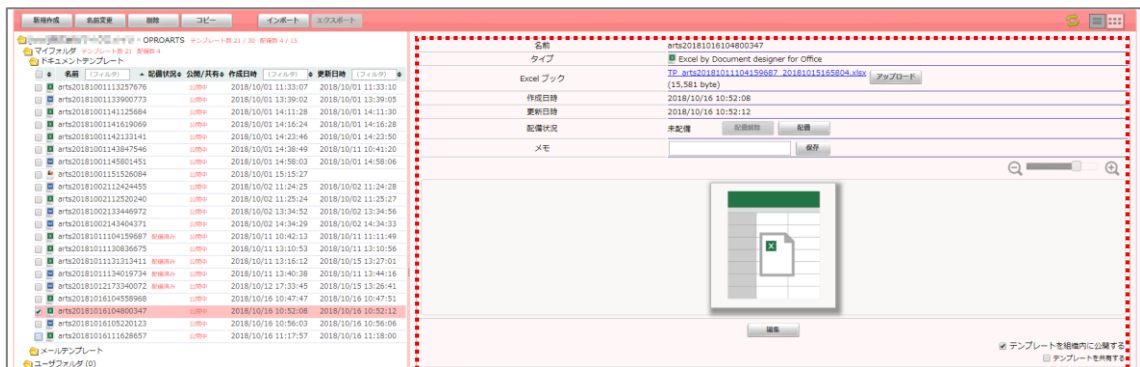 新規作成 名前変更 削除 コピー インポート エクスポート
OPROARTS テンプレート数 21 / 30 配備数 4 / 15
マイフォルダ テンプレート数 21 配備数 4
ドキュメントテンプレート
名前 (フィルタ) 配備状況 公開/共有 作成日時 (フィルタ) 更新日時 (フィルタ)
arts20181001113257676 公開中 2018/10/01 11:33:07 2018/10/01 11:33:10
arts20181001133900773 公開中 2018/10/01 13:39:02 2018/10/01 13:39:05
arts20181001141125684 公開中 2018/10/01 14:11:28 2018/10/01 14:11:30
arts20181001141619069 公開中 2018/10/01 14:16:24 2018/10/01 14:16:28
arts20181001142133141 公開中 2018/10/01 14:23:46 2018/10/01 14:23:50
arts20181001143847546 公開中 2018/10/01 14:38:49 2018/10/11 10:41:20
arts20181001145801451 公開中 2018/10/01 14:58:03 2018/10/01 14:58:06
arts20181001151526084 公開中 2018/10/01 15:15:27
arts20181002112424455 公開中 2018/10/02 11:24:25 2018/10/02 11:24:28
arts20181002112520240 公開中 2018/10/02 11:25:24 2018/10/02 11:25:27
arts20181002133446972 公開中 2018/10/02 13:34:52 2018/10/02 13:34:56
arts20181002143404371 公開中 2018/10/02 14:34:29 2018/10/02 14:34:33
arts20181011104159687 配備済み 公開中 2018/10/11 10:42:13 2018/10/11 11:11:49
arts20181011130836675 公開中 2018/10/11 13:10:53 2018/10/11 13:10:56
arts20181011131313411 配備済み 公開中 2018/10/11 13:16:12 2018/10/15 13:27:01
arts20181011134019734 配備済み 公開中 2018/10/11 13:40:38 2018/10/11 13:44:16
arts20181012173340072 配備済み 公開中 2018/10/12 17:33:45 2018/10/15 13:26:41
arts20181016104558968 公開中 2018/10/16 10:47:47 2018/10/16 10:47:51
arts20181016104800347 公開中 2018/10/16 10:52:08 2018/10/16 10:52:12
arts20181016105220123 公開中 2018/10/16 10:56:03 2018/10/16 10:56:06
arts20181016111628657 公開中 2018/10/16 11:17:57 2018/10/16 11:18:00
メールテンプレート
ユーザフォルダ (0)
名前 arts20181016104800347
タイプ Excel by Document designer for Office
Excel ブック TP_arts20181011104159687_20181015165804.xlsx アップロード
(15,581 byte)
作成日時 2018/10/16 10:52:08
更新日時 2018/10/16 10:52:12
配備状況 未配備 配備解除 配備
メモ 保存
編集
テンプレートを組織内に公開する
テンプレートを共有する